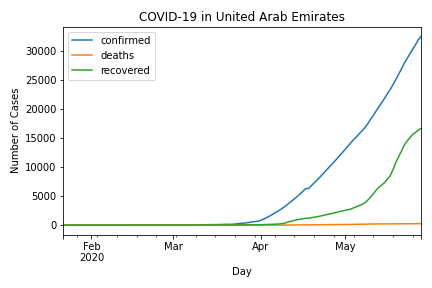 COVID-19 in United Arab Emirates
confirmed
deaths
recovered
Number of Cases
30000
25000
20000
15000
10000
5000
0
Feb
2020
Mar
Apr
May
Day